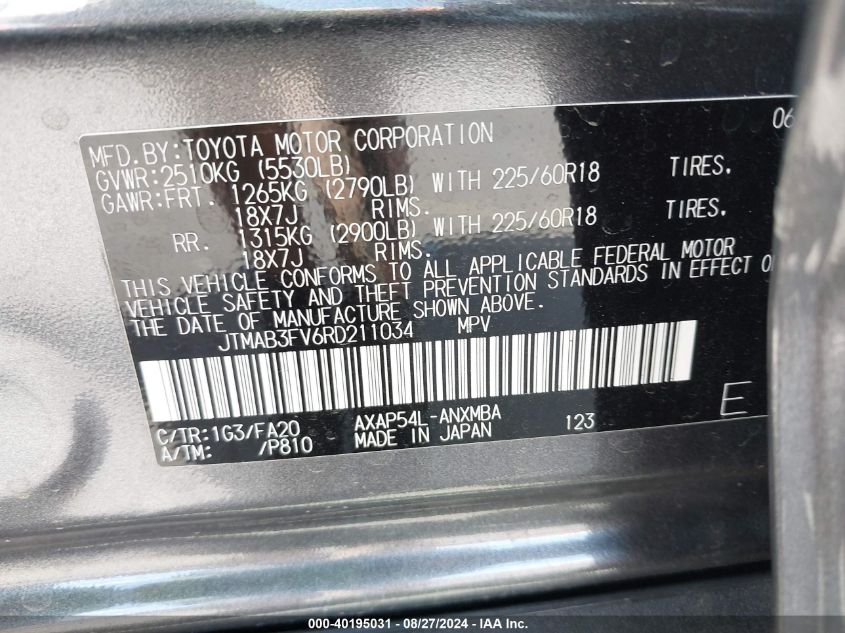 06
MFD.BY:TOYOTA MOTOR CORPORATION
GVWR:2510KG (5530LB)
GAWR:FRT. 1265KG (2790LB) WITH 225/60R18 TIRES.
18X7J RIMS.
RR. 1315KG (2900LB) WITH 225/60R18 TIRES.
18X7J RIMS.
THIS VEHICLE CONFORMS TO ALL APPLICABLE FEDERAL MOTOR
VEHICLE SAFETY AND THEFT PREVENTION STANDARDS IN EFFECT
THE DATE OF MANUFACTURE SHOWN ABOVE.
JTMAB3FV6RD211034 MPV
C/TR:1G3/FA20 AXAP54L-ANXMBA 123 E
A/TM: /P810 MADE IN JAPAN
000-40195031 - 08/27/2024 - IAA Inc.